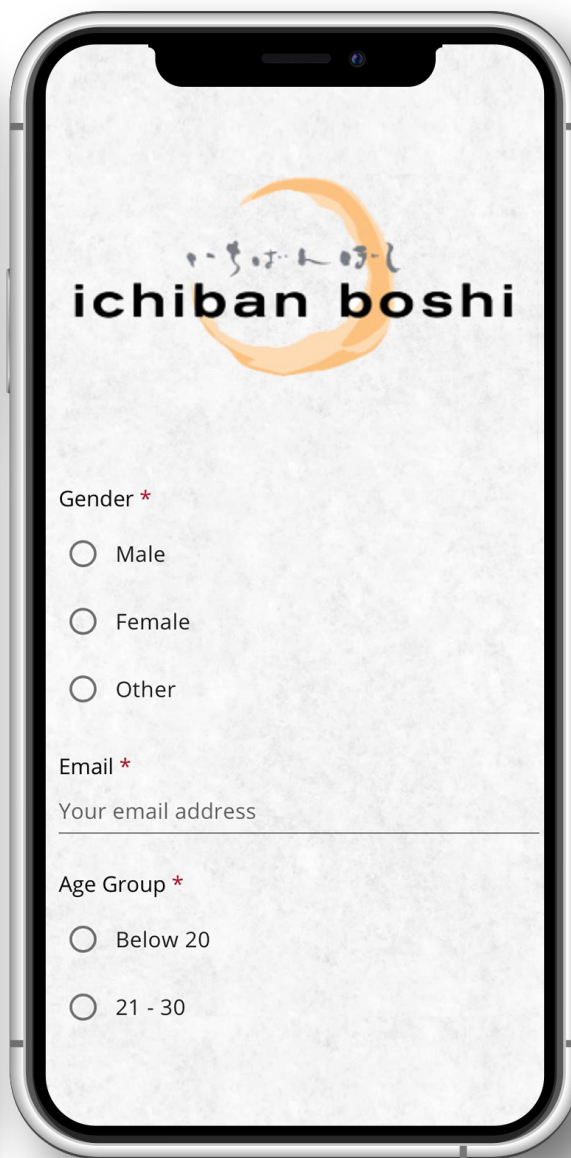 いちばんぼし
ichiban boshi
Gender *
Male
Female
Other
Email *
Your email address
Age Group *
Below 20
21 - 30